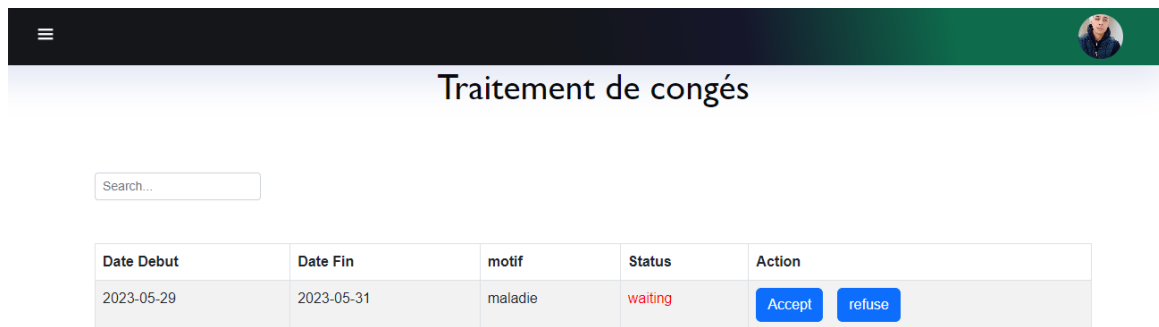 Traitement de congés
Search...
Date Debut Date Fin motif Status Action
2023-05-29 2023-05-31 maladie waiting Accept refuse